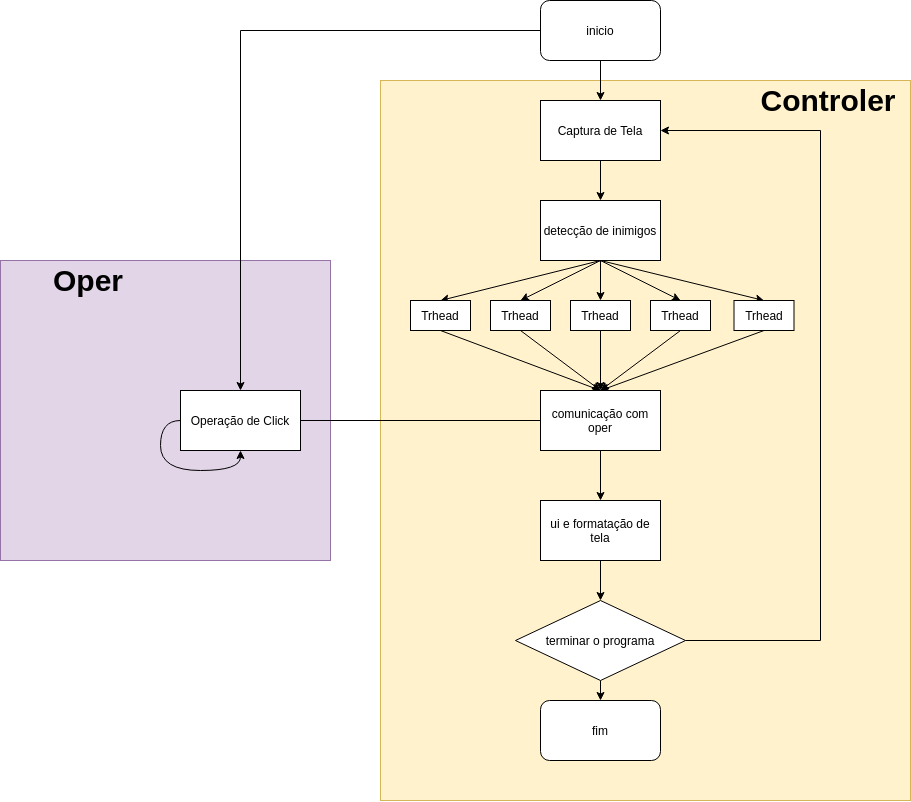 inicio
Controler
Captura de Tela
detecção de inimigos
Oper
Trhead
Trhead
Trhead
Trhead
Trhead
Operação de Click
comunicação com
oper
ui e formatação de
tela
terminar o programa
fim